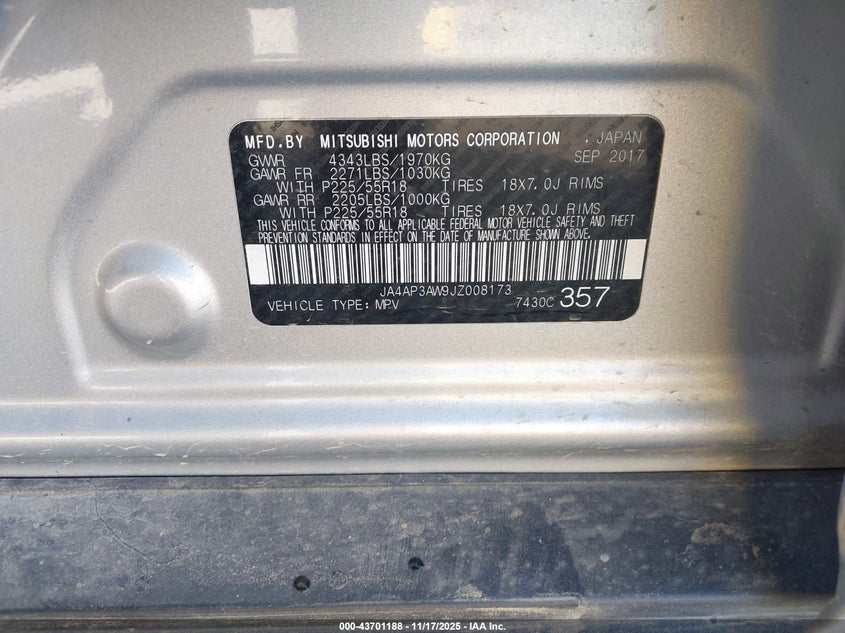 MFD.BY MITSUBISHI MOTORS CORPORATION . JAPAN
GVWR 4343LBS/1970KG SEP 2017
GAWR FR 2271LBS/1030KG
WITH P225/55R18 TIRES 18X7.0J RIMS
GAWR RR 2205LBS/1000KG
WITH P225/55R18 TIRES 18X7.0J RIMS
THIS VEHICLE CONFORMS TO ALL APPLICABLE FEDERAL MOTOR VEHICLE SAFETY AND THEFT
PREVENTION STANDARDS IN EFFECT ON THE DATE OF MANUFACTURE SHOWN ABOVE.
JA4AP3AW9JZ008173
VEHICLE TYPE: MPV 7430C 357
000-43701188 - 11/17/2025 - IAA Inc.